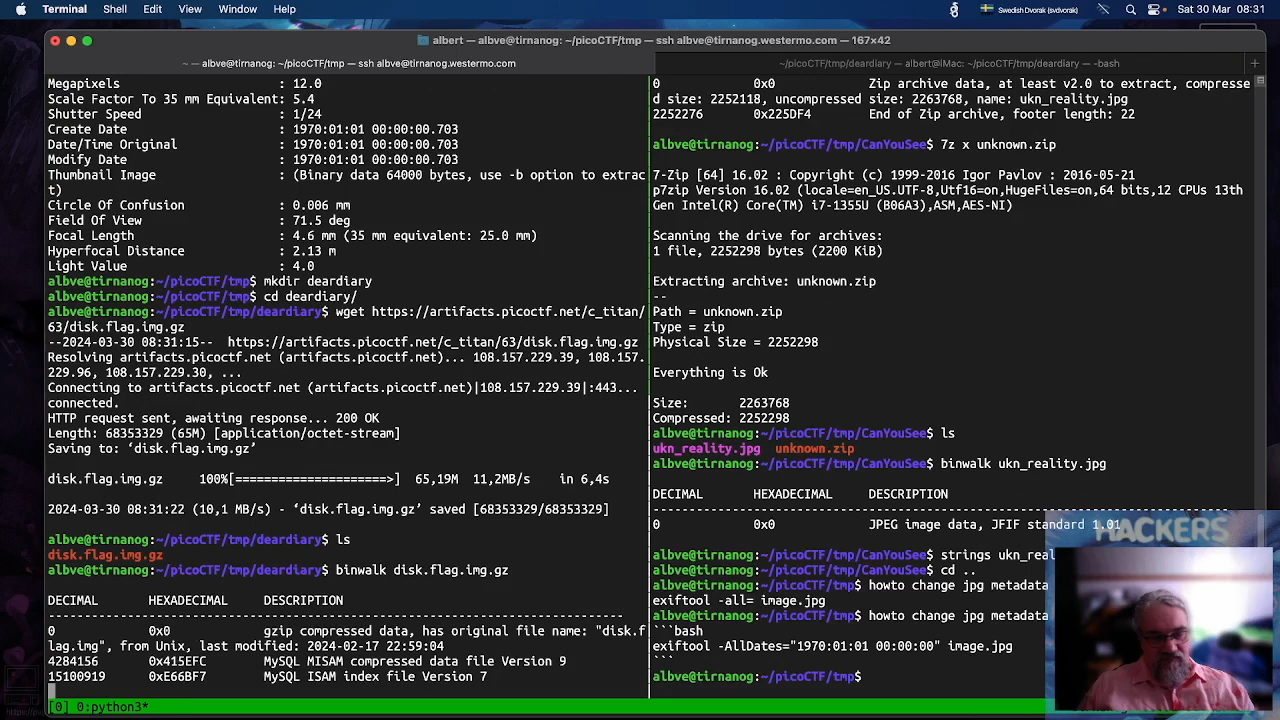 Terminal Shell Edit View Window Help
Swedish Dvorak (svdvorak) Sat 30 Mar 08:31
albert — albve@tirnanog: ~/picoCTF/tmp — ssh albve@tirnanog.westermo.com — 167×42
~ — albve@tirnanog: ~/picoCTF/tmp — ssh albve@tirnanog.westermo.com
~/picoCTF/tmp/deardiary — albert@iMac: ~/picoCTF/tmp/deardiary — -bash
Megapixels : 12.0
Scale Factor To 35 mm Equivalent: 5.4
Shutter Speed : 1/24
Create Date : 1970:01:01 00:00:00.703
Date/Time Original : 1970:01:01 00:00:00.703
Modify Date : 1970:01:01 00:00:00.703
Thumbnail Image : (Binary data 64000 bytes, use -b option to extrac
t)
Circle Of Confusion : 0.006 mm
Field Of View : 71.5 deg
Focal Length : 4.6 mm (35 mm equivalent: 25.0 mm)
Hyperfocal Distance : 2.13 m
Light Value : 4.0
albve@tirnanog:~/picoCTF/tmp$ mkdir deardiary
albve@tirnanog:~/picoCTF/tmp$ cd deardiary/
albve@tirnanog:~/picoCTF/tmp/deardiary$ wget https://artifacts.picoctf.net/c_titan/
63/disk.flag.img.gz
--2024-03-30 08:31:15-- https://artifacts.picoctf.net/c_titan/63/disk.flag.img.gz
Resolving artifacts.picoctf.net (artifacts.picoctf.net)... 108.157.229.39, 108.157.
229.96, 108.157.229.30, ...
Connecting to artifacts.picoctf.net (artifacts.picoctf.net)|108.157.229.39|:443...
connected.
HTTP request sent, awaiting response... 200 OK
Length: 68353329 (65M) [application/octet-stream]
Saving to: ‘disk.flag.img.gz’
disk.flag.img.gz 100%[=====================>] 65,19M 11,2MB/s in 6,4s
2024-03-30 08:31:22 (10,1 MB/s) - ‘disk.flag.img.gz’ saved [68353329/68353329]
albve@tirnanog:~/picoCTF/tmp/deardiary$ ls
disk.flag.img.gz
albve@tirnanog:~/picoCTF/tmp/deardiary$ binwalk disk.flag.img.gz
DECIMAL HEXADECIMAL DESCRIPTION
--------------------------------------------------------------------------------
0 0x0 gzip compressed data, has original file name: "disk.f
lag.img", from Unix, last modified: 2024-02-17 22:59:04
4284156 0x415EFC MySQL MISAM compressed data file Version 9
15100919 0xE66BF7 MySQL ISAM index file Version 7
0 0x0 Zip archive data, at least v2.0 to extract, compresse
d size: 2252118, uncompressed size: 2263768, name: ukn_reality.jpg
2252276 0x225DF4 End of Zip archive, footer length: 22
albve@tirnanog:~/picoCTF/tmp/CanYouSee$ 7z x unknown.zip
7-Zip [64] 16.02 : Copyright (c) 1999-2016 Igor Pavlov : 2016-05-21
p7zip Version 16.02 (locale=en_US.UTF-8,Utf16=on,HugeFiles=on,64 bits,12 CPUs 13th
Gen Intel(R) Core(TM) i7-1355U (B06A3),ASM,AES-NI)
Scanning the drive for archives:
1 file, 2252298 bytes (2200 KiB)
Extracting archive: unknown.zip
--
Path = unknown.zip
Type = zip
Physical Size = 2252298
Everything is Ok
Size: 2263768
Compressed: 2252298
albve@tirnanog:~/picoCTF/tmp/CanYouSee$ ls
ukn_reality.jpg unknown.zip
albve@tirnanog:~/picoCTF/tmp/CanYouSee$ binwalk ukn_reality.jpg
DECIMAL HEXADECIMAL DESCRIPTION
--------------------------------------------------------------------------------
0 0x0 JPEG image data, JFIF standard 1.01
HACKERS
albve@tirnanog:~/picoCTF/tmp/CanYouSee$ strings ukn_real
albve@tirnanog:~/picoCTF/tmp/CanYouSee$ cd ..
albve@tirnanog:~/picoCTF/tmp$ howto change jpg metadata
exiftool -all= image.jpg
albve@tirnanog:~/picoCTF/tmp$ howto change jpg metadata
```bash
exiftool -AllDates="1970:01:01 00:00:00" image.jpg
```
albve@tirnanog:~/picoCTF/tmp$
[0] 0:python3*